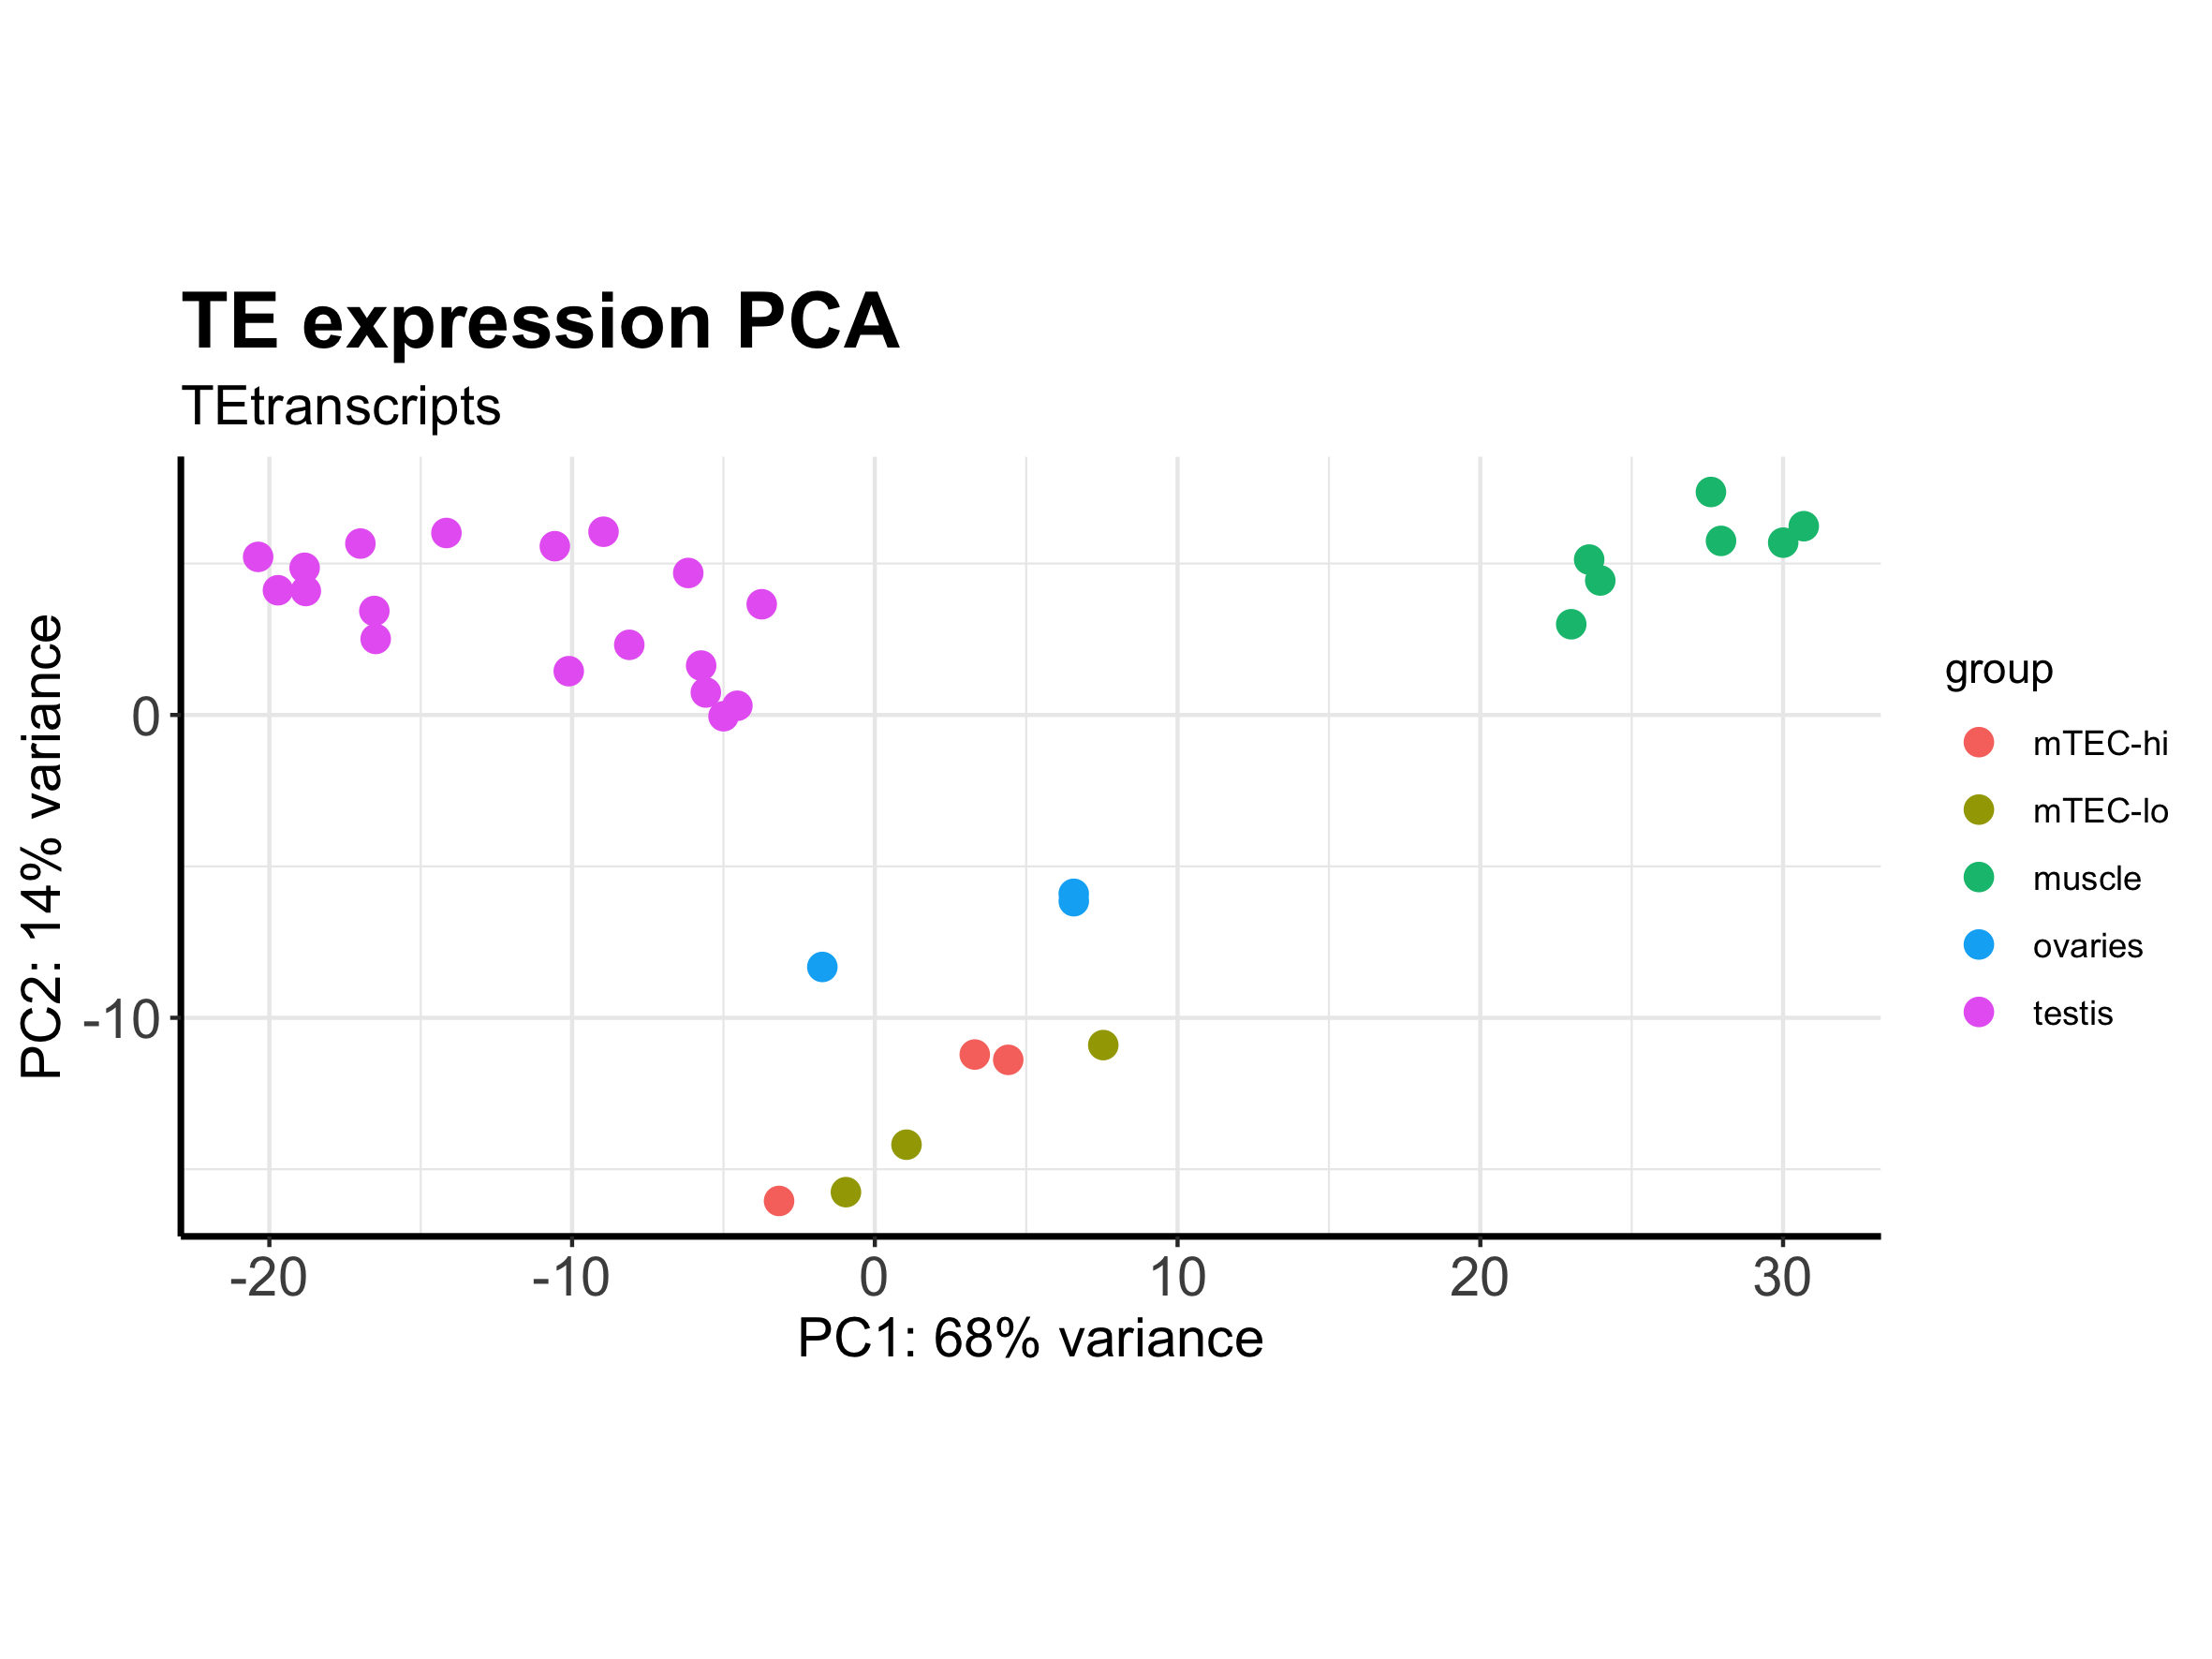 TE expression PCA
TEtranscripts
PC2: 14% variance
0
-10
-20
-10
0
10
20
30
PC1: 68% variance
group
mTEC-hi
mTEC-lo
muscle
ovaries
testis